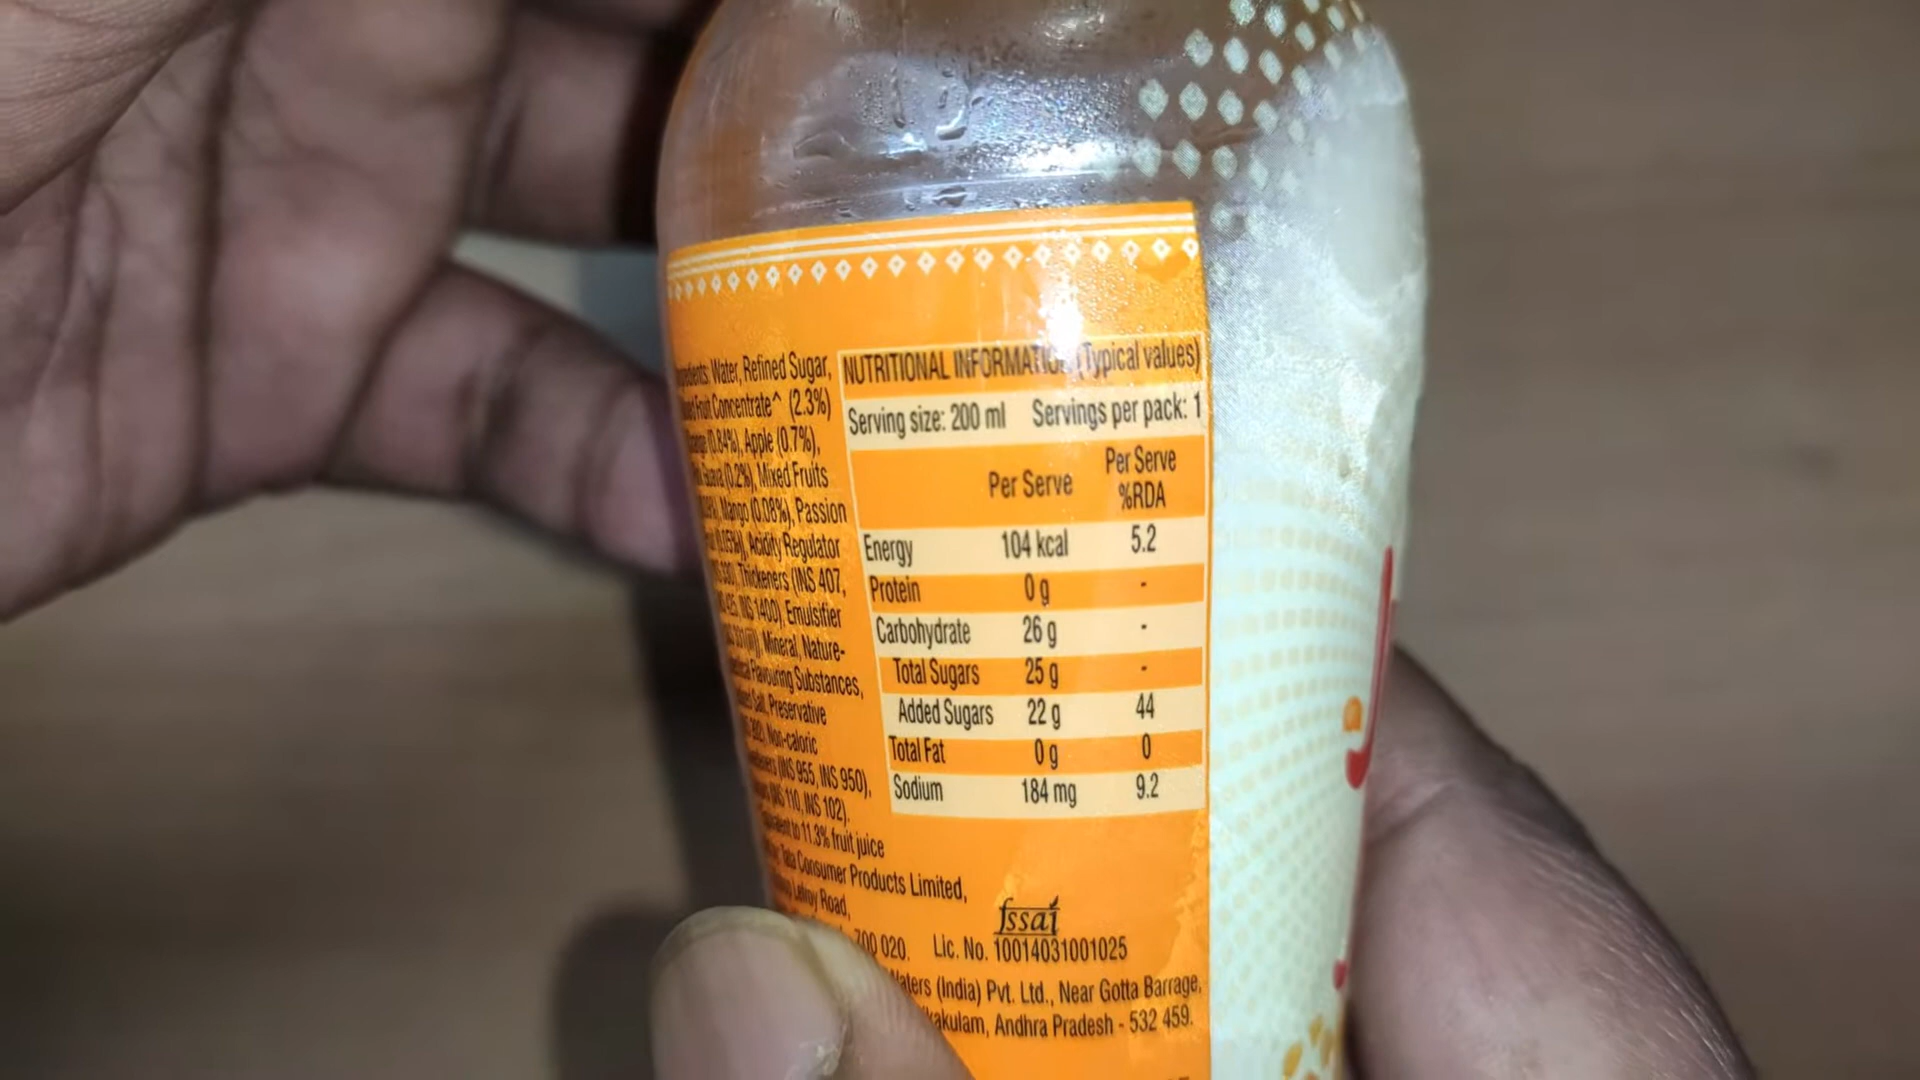 Water, Refined Sugar,
Fruit Concentrate^ (2.3%)
(0.84%), Apple (0.7%),
Guava (0.2%), Mixed Fruits
Mango (0.08%), Passion
Acidity Regulator
Thickeners (INS 407,
INS 1400), Emulsifier
Mineral, Nature-
Flavouring Substances,
Salt, Preservative
Non-caloric
(INS 955, INS 950),
INS 110, INS 102).
to 11.3% fruit juice
Tata Consumer Products Limited,
Road,
700 020.
NUTRITIONAL (Typical values)
Serving size: 200 ml Servings per pack: 1
Per Serve Per Serve %RDA
Energy 104 kcal 5.2
Protein 0 g -
Carbohydrate 26 g -
Total Sugars 25 g -
Added Sugars 22 g 44
Total Fat 0 g 0
Sodium 184 mg 9.2
fssai
Lic. No. 10014031001025
(India) Pvt. Ltd., Near Gotta Barrage,
Andhra Pradesh - 532 459.